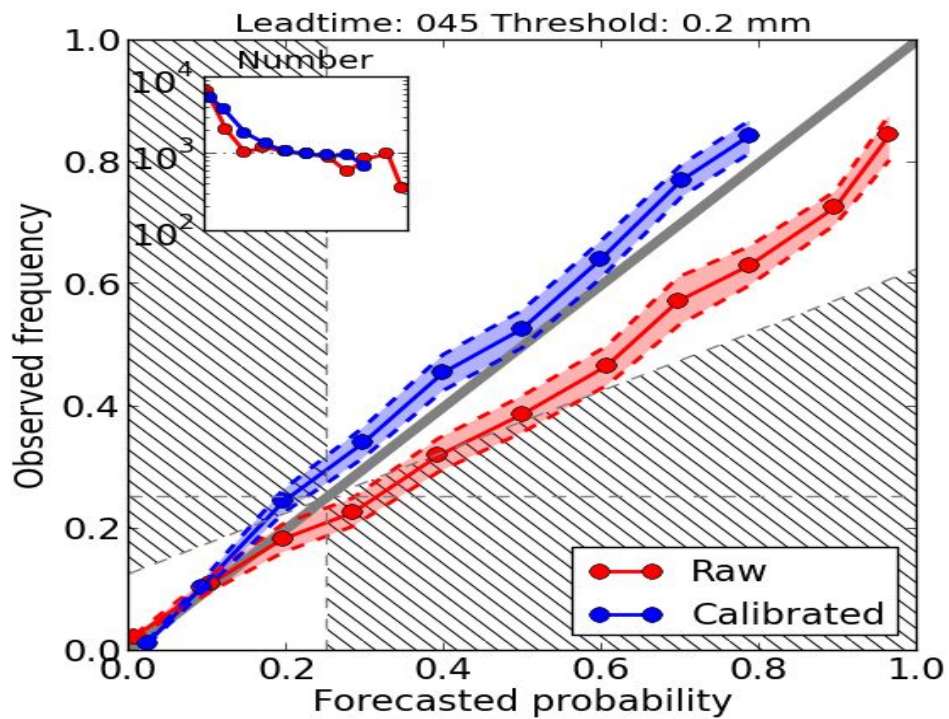 Leadtime: 045 Threshold: 0.2 mm
Number
10^4
10^3
10^2
1.0
0.8
0.6
0.4
0.2
0.0
Observed frequency
0.0 0.2 0.4 0.6 0.8 1.0
Forecasted probability
Raw
Calibrated